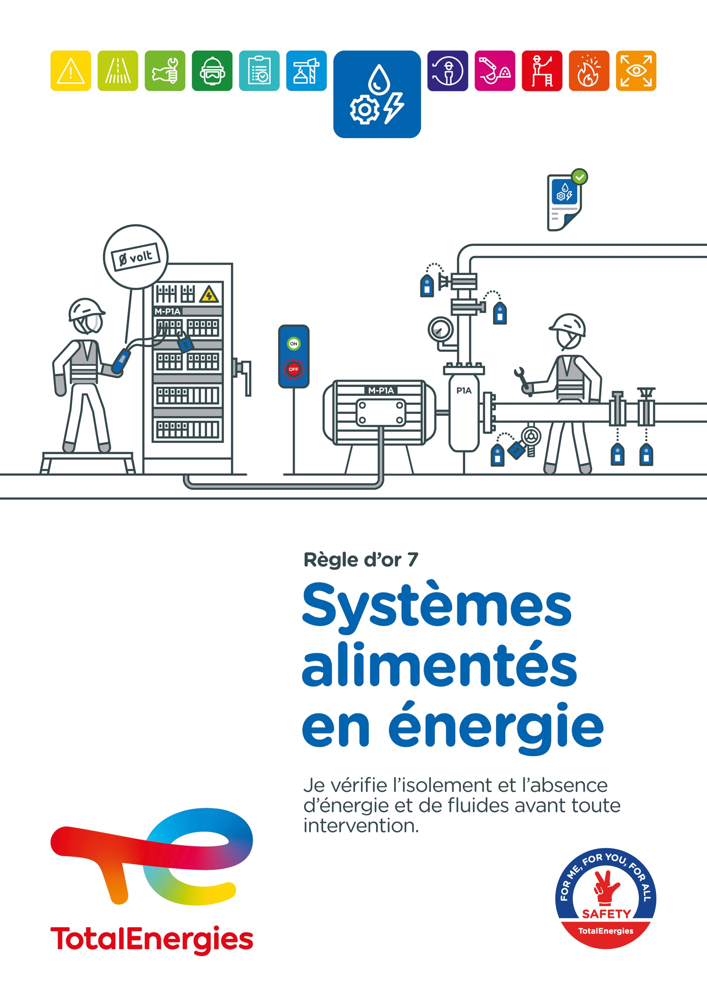 Ø volt
M-P1A
ON
OFF
M-P1A
P1A
Règle d’or 7
Systèmes
alimentés
en énergie
Je vérifie l’isolement et l’absence
d’énergie et de fluides avant toute
intervention.
TotalEnergies
FOR ME, FOR YOU, FOR ALL
SAFETY
TotalEnergies